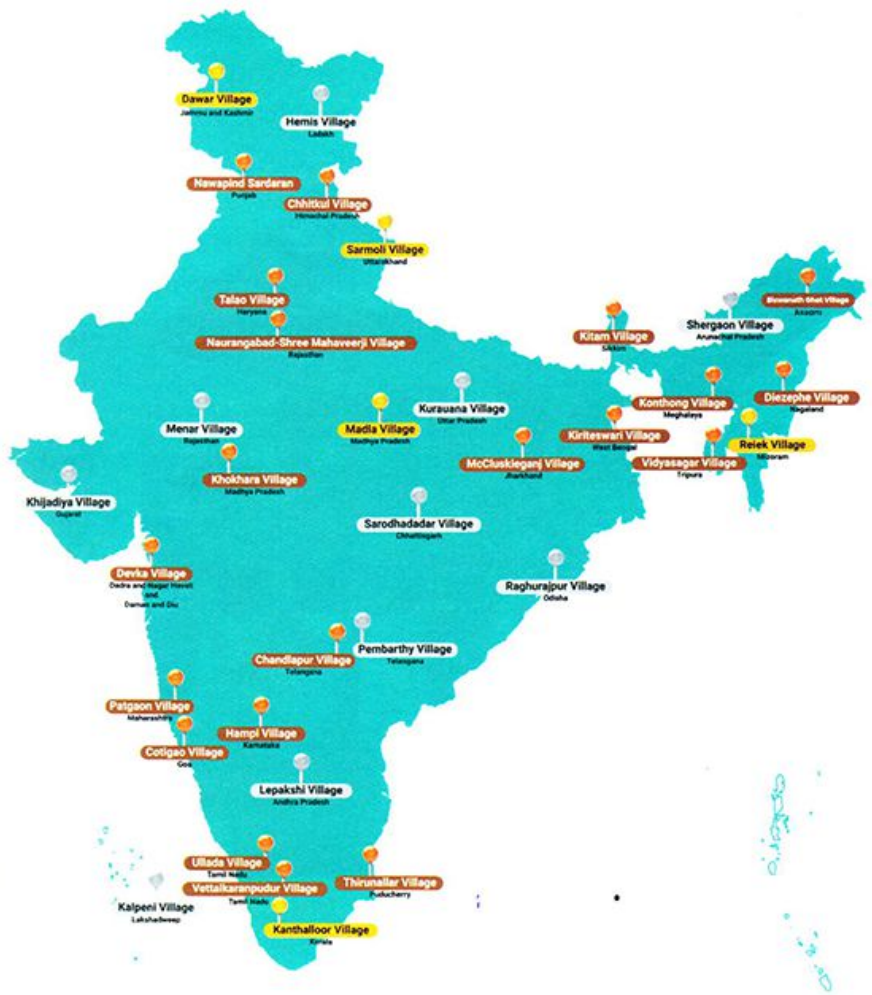 Dawar Village
Jammu and Kashmir
Hemis Village
Ladakh
Nawapind Sardaran
Punjab
Chhitkul Village
Himachal Pradesh
Sarmoli Village
Uttarakhand
Talao Village
Haryana
Naurangabad-Shree Mahaveerji Village
Rajasthan
Kitam Village
Sikkim
Shergaon Village
Arunachal Pradesh
Biswanath Ghat Village
Assam
Menar Village
Rajasthan
Madla Village
Madhya Pradesh
Kurauana Village
Uttar Pradesh
Konthong Village
Meghalaya
Diezephe Village
Nagaland
Kiriteswari Village
West Bengal
Reiek Village
Mizoram
Khokhara Village
Madhya Pradesh
McCluskieganj Village
Jharkhand
Vidyasagar Village
Tripura
Khijadiya Village
Gujarat
Sarodhadadar Village
Chhattisgarh
Devka Village
Dadra and Nagar Haveli
and
Daman and Diu
Raghurajpur Village
Odisha
Chandlapur Village
Telangana
Pembarthy Village
Telangana
Patgaon Village
Maharashtra
Hampi Village
Karnataka
Cotigao Village
Goa
Lepakshi Village
Andhra Pradesh
Ullada Village
Tamil Nadu
Vettaikaranpudur Village
Tamil Nadu
Thirunallar Village
Puducherry
Kalpeni Village
Lakshadweep
Kanthalloor Village
Kerala